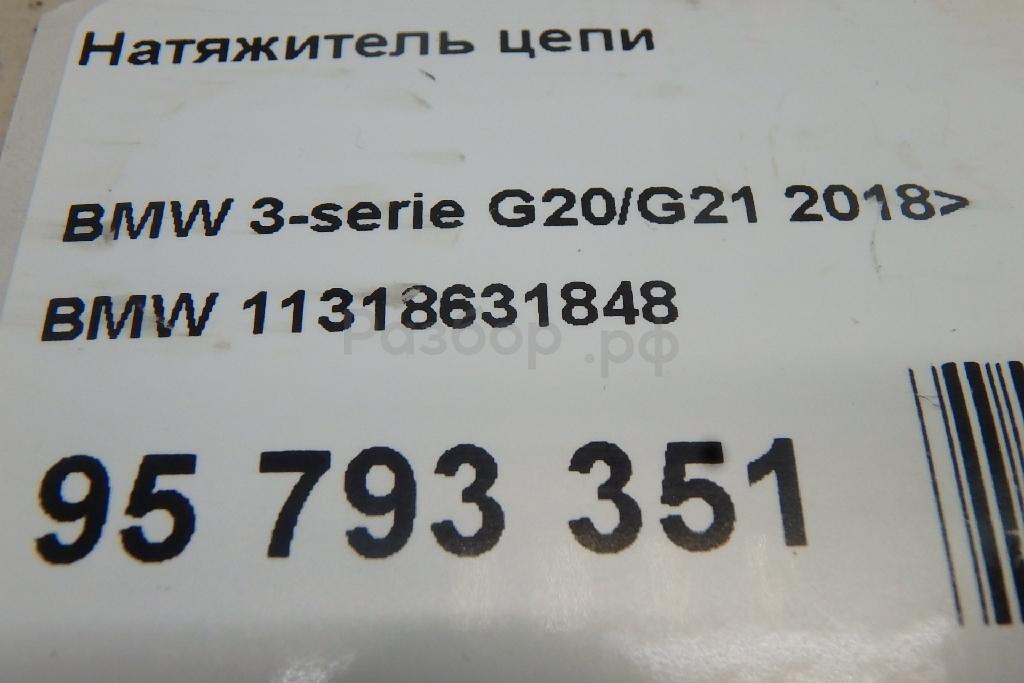 Натяжитель цепи
BMW 3-serie G20/G21 2018>
BMW 11318631848
Разбор.рф
95 793 351